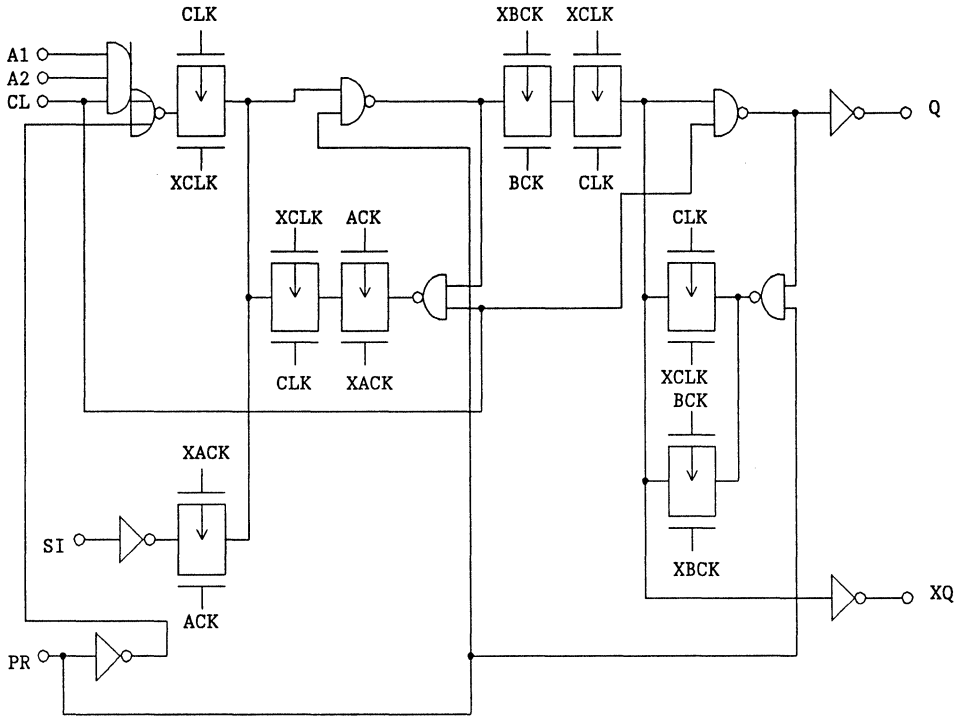 CLK
XBCK XCLK
A1
A2
CL
Q
XCLK
BCK CLK
XCLK ACK
CLK
CLK XACK
XCLK
BCK
XACK
SI
XBCK
XQ
ACK
PR